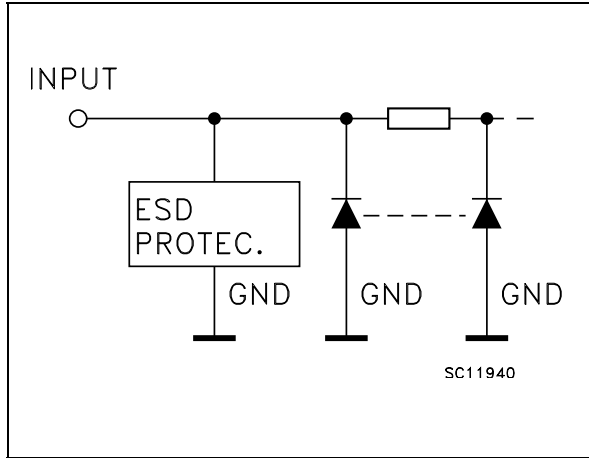 INPUT
ESD
PROTEC.
GND
GND
GND
SC11940